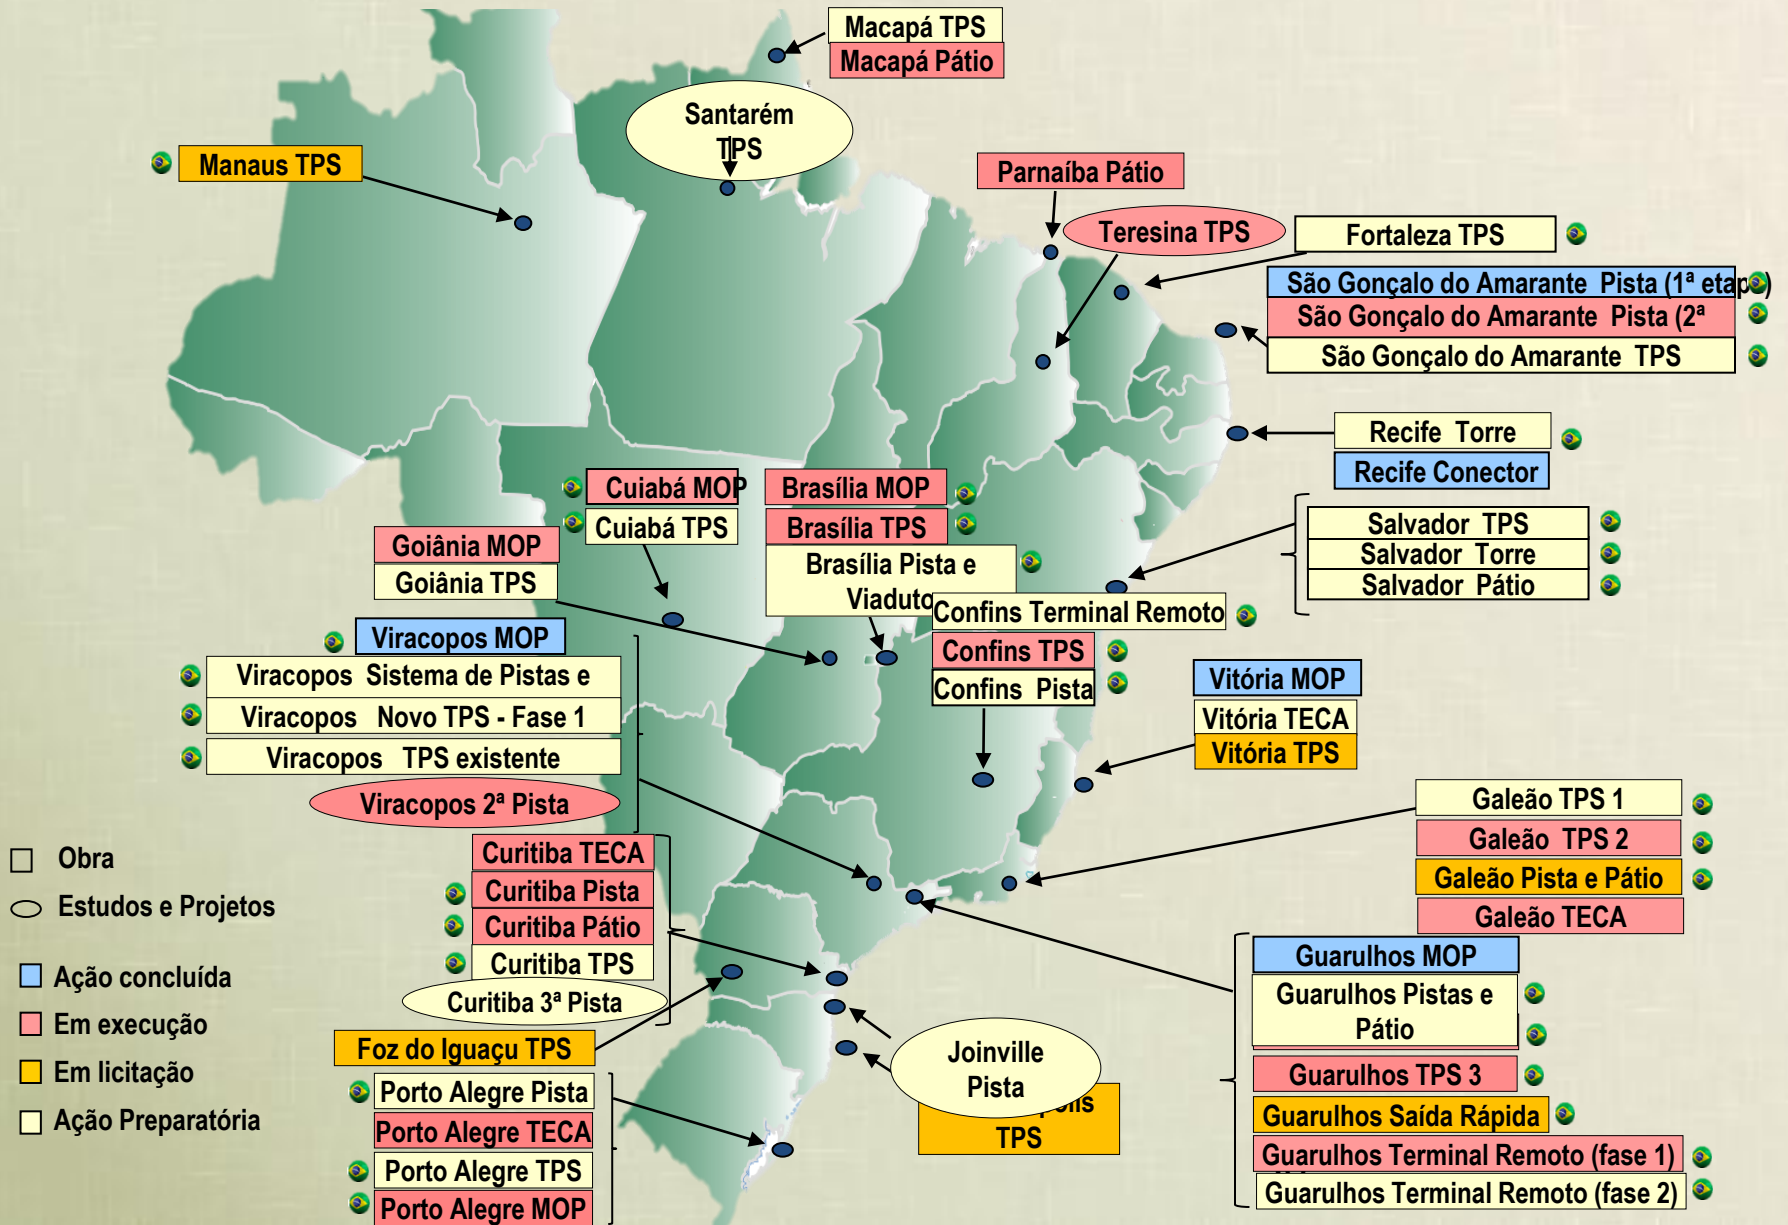 Macapá TPS
Macapá Pátio
Santarém
TPS
Manaus TPS
Parnaíba Pátio
Teresina TPS
Fortaleza TPS
São Gonçalo do Amarante Pista (1ª etapa)
São Gonçalo do Amarante Pista (2ª
São Gonçalo do Amarante TPS
Recife Torre
Recife Conector
Cuiabá MOP
Cuiabá TPS
Brasília MOP
Brasília TPS
Brasília Pista e
Viaduto
Goiânia MOP
Goiânia TPS
Salvador TPS
Salvador Torre
Salvador Pátio
Confins Terminal Remoto
Confins TPS
Confins Pista
Viracopos MOP
Viracopos Sistema de Pistas e
Viracopos Novo TPS - Fase 1
Viracopos TPS existente
Viracopos 2ª Pista
Vitória MOP
Vitória TECA
Vitória TPS
Galeão TPS 1
Galeão TPS 2
Galeão Pista e Pátio
Galeão TECA
Curitiba TECA
Curitiba Pista
Curitiba Pátio
Curitiba TPS
Curitiba 3ª Pista
Foz do Iguaçu TPS
Guarulhos MOP
Guarulhos Pistas e
Pátio
Guarulhos TPS 3
Guarulhos Saída Rápida
Guarulhos Terminal Remoto (fase 1)
Guarulhos Terminal Remoto (fase 2)
Joinville
Pista
TPS
Porto Alegre Pista
Porto Alegre TECA
Porto Alegre TPS
Porto Alegre MOP
Obra
Estudos e Projetos
Ação concluída
Em execução
Em licitação
Ação Preparatória